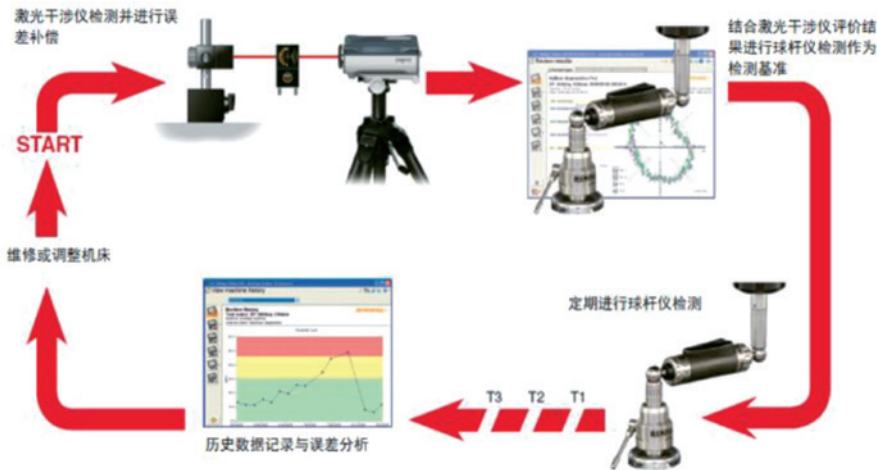 激光干涉仪检测并进行误
差补偿
结合激光干涉仪评价结
果进行球杆仪检测作为
检测基准
START
维修或调整机床
定期进行球杆仪检测
T3
T2
T1
历史数据记录与误差分析